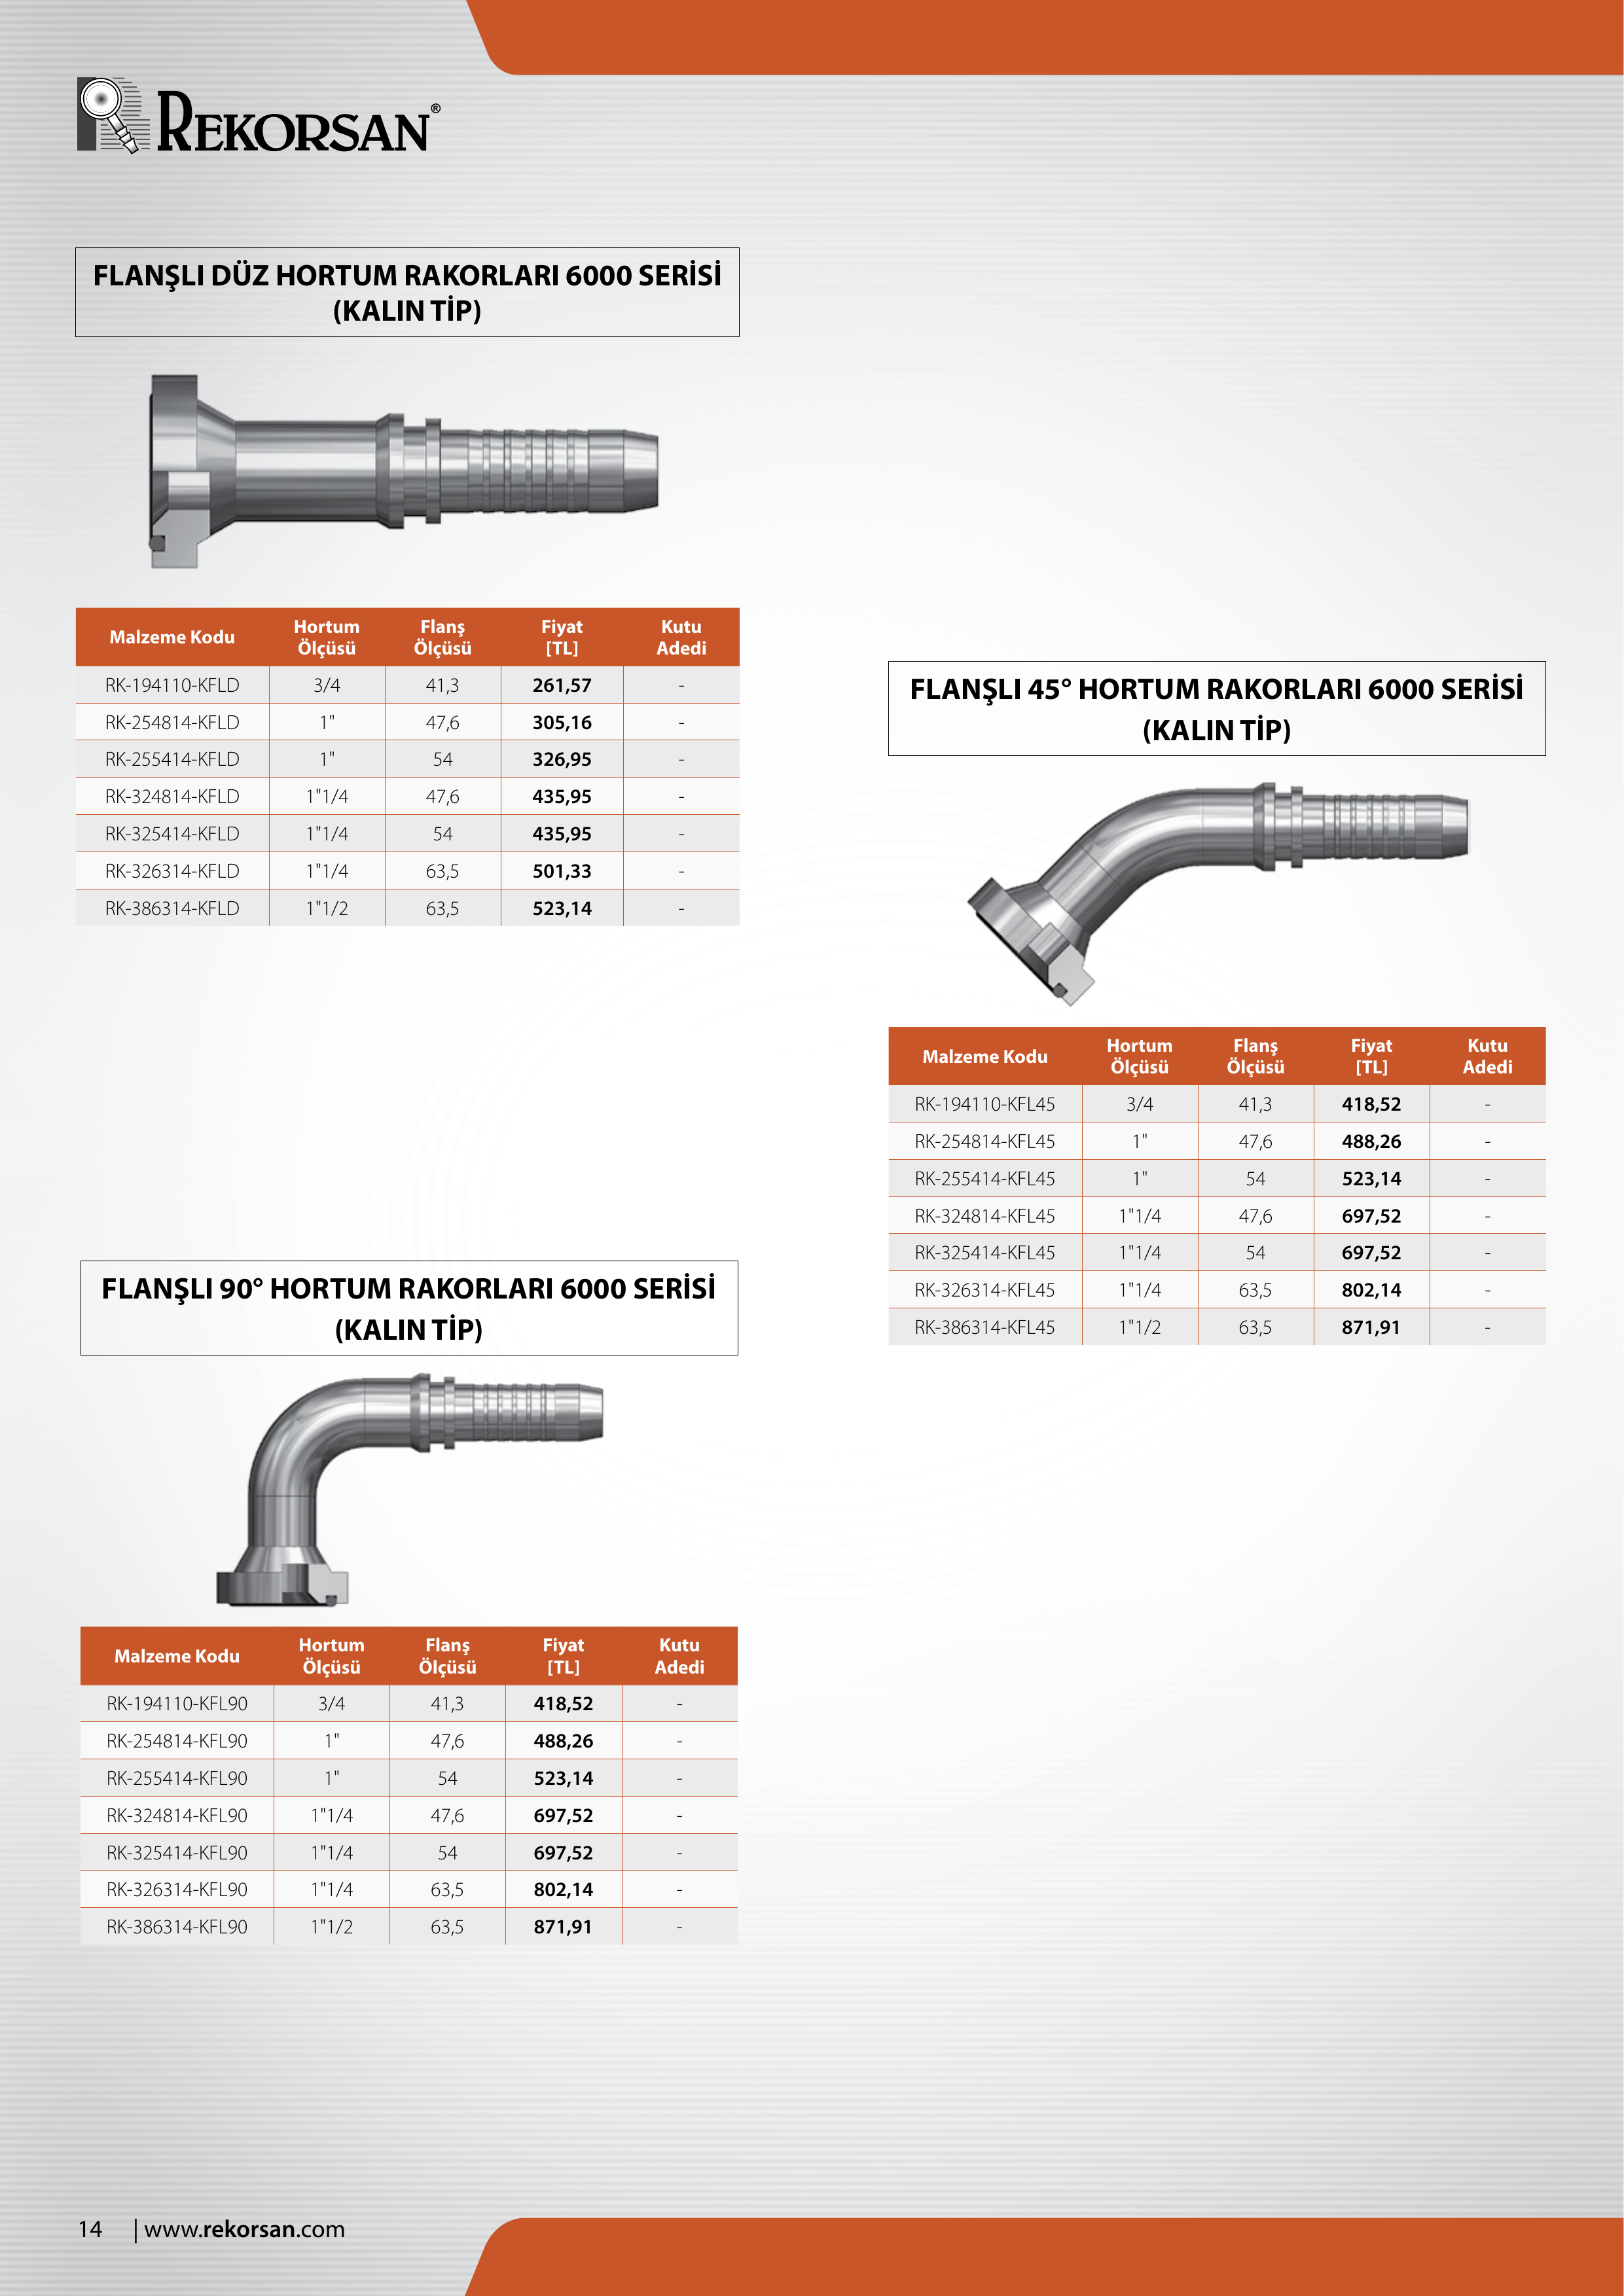 REKORSAN®
FLANŞLI DÜZ HORTUM RAKORLARI 6000 SERİSİ
(KALIN TİP)
Malzeme Kodu Hortum Ölçüsü Flanş Ölçüsü Fiyat [TL] Kutu Adedi
RK-194110-KFLD 3/4 41,3 261,57 -
RK-254814-KFLD 1" 47,6 305,16 -
RK-255414-KFLD 1" 54 326,95 -
RK-324814-KFLD 1"1/4 47,6 435,95 -
RK-325414-KFLD 1"1/4 54 435,95 -
RK-326314-KFLD 1"1/4 63,5 501,33 -
RK-386314-KFLD 1"1/2 63,5 523,14 -
FLANŞLI 45° HORTUM RAKORLARI 6000 SERİSİ
(KALIN TİP)
Malzeme Kodu Hortum Ölçüsü Flanş Ölçüsü Fiyat [TL] Kutu Adedi
RK-194110-KFL45 3/4 41,3 418,52 -
RK-254814-KFL45 1" 47,6 488,26 -
RK-255414-KFL45 1" 54 523,14 -
RK-324814-KFL45 1"1/4 47,6 697,52 -
RK-325414-KFL45 1"1/4 54 697,52 -
RK-326314-KFL45 1"1/4 63,5 802,14 -
RK-386314-KFL45 1"1/2 63,5 871,91 -
FLANŞLI 90° HORTUM RAKORLARI 6000 SERİSİ
(KALIN TİP)
Malzeme Kodu Hortum Ölçüsü Flanş Ölçüsü Fiyat [TL] Kutu Adedi
RK-194110-KFL90 3/4 41,3 418,52 -
RK-254814-KFL90 1" 47,6 488,26 -
RK-255414-KFL90 1" 54 523,14 -
RK-324814-KFL90 1"1/4 47,6 697,52 -
RK-325414-KFL90 1"1/4 54 697,52 -
RK-326314-KFL90 1"1/4 63,5 802,14 -
RK-386314-KFL90 1"1/2 63,5 871,91 -
14 | www.rekorsan.com